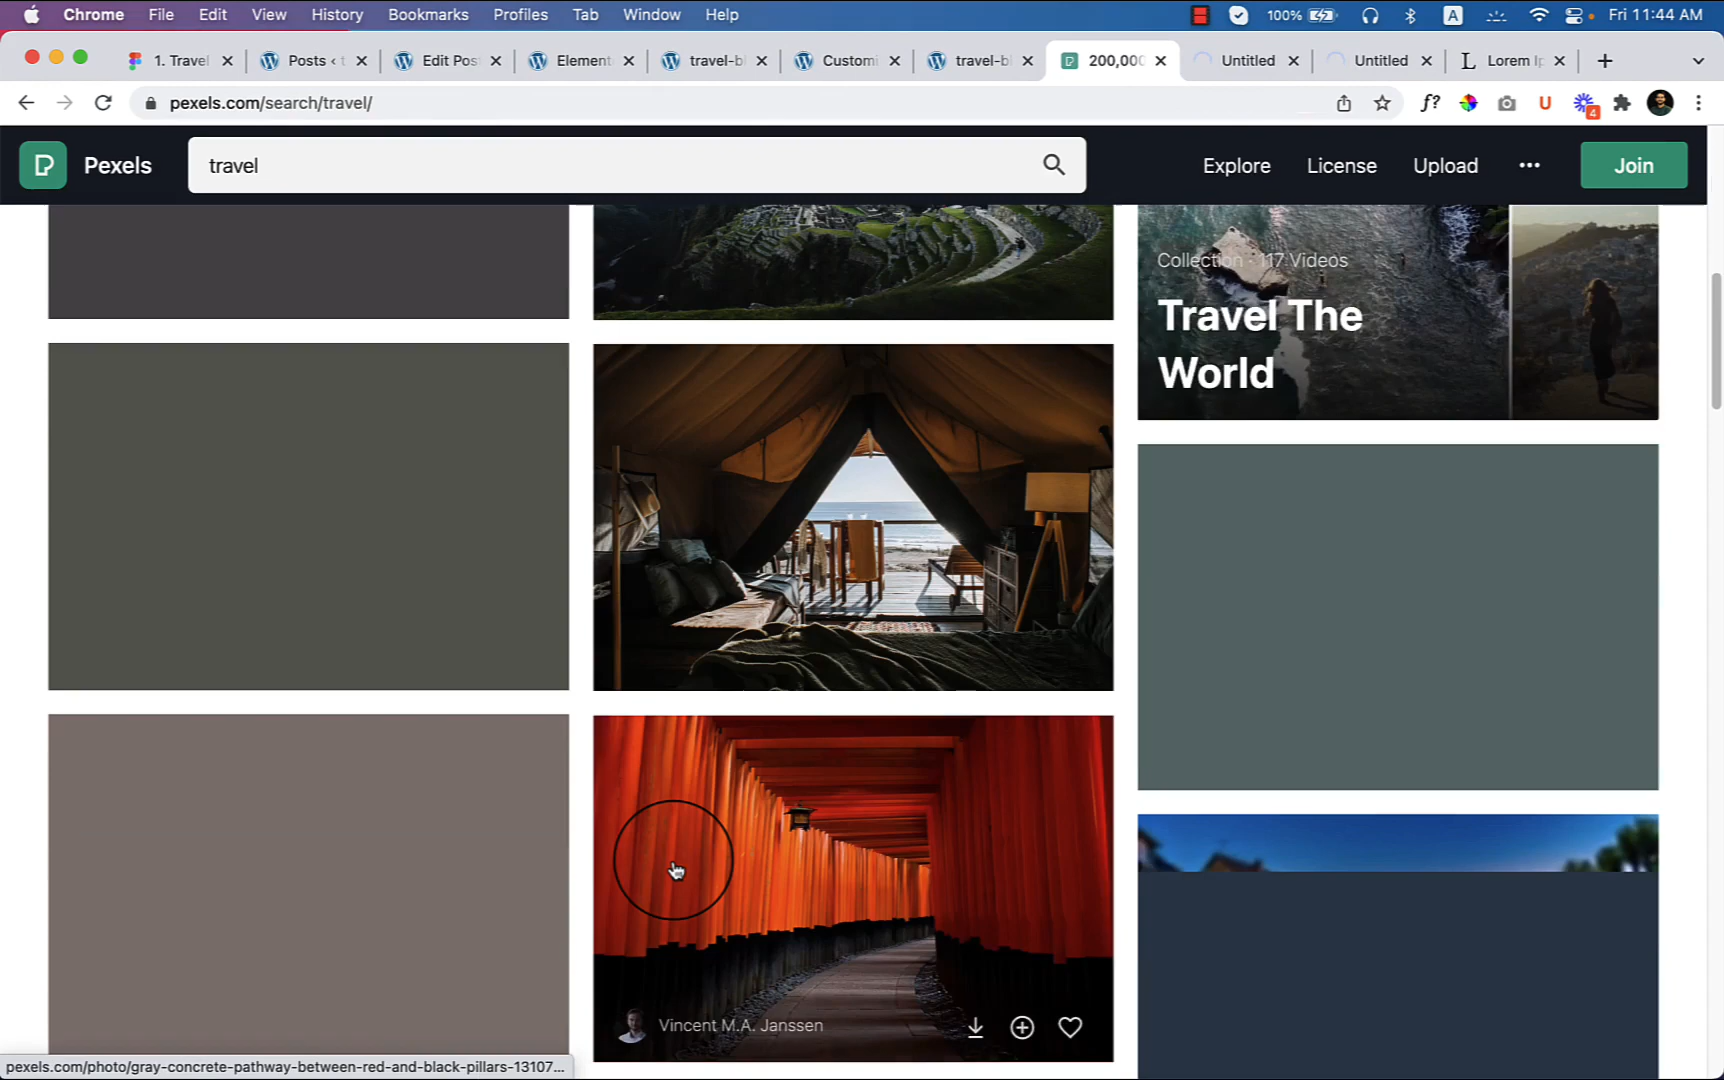 Chrome File Edit View History Bookmarks Profiles Tab Window Help 100% A Fri 11:44 AM
1. Travel Posts ‹ t Edit Pos Element travel-bl Customi travel-bl 200,000 Untitled Untitled Lorem Ip
pexels.com/search/travel/ f? U 4
Pexels travel Explore License Upload ••• Join
Collection · 117 Videos
Travel The
World
Vincent M.A. Janssen
pexels.com/photo/gray-concrete-pathway-between-red-and-black-pillars-13107...